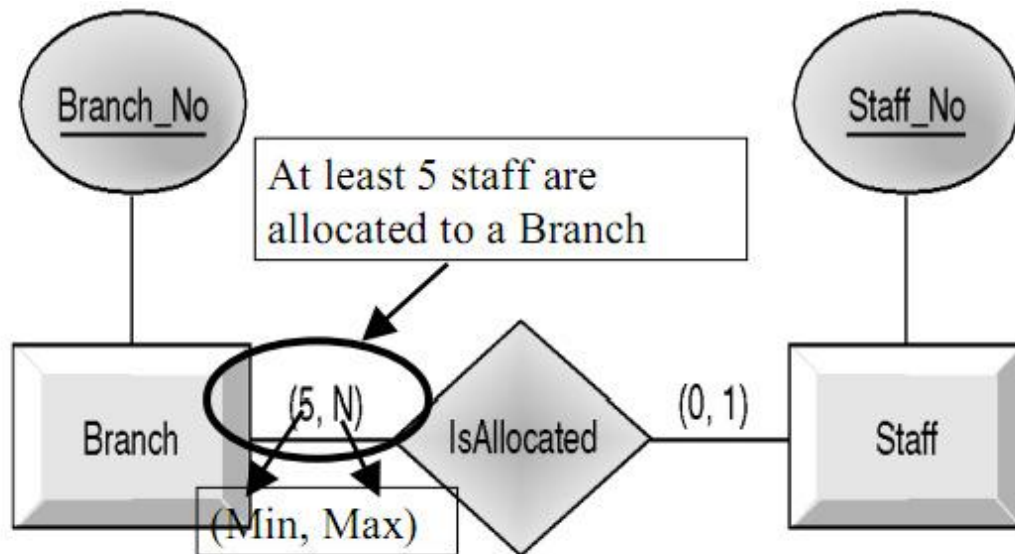 Branch_No
Staff_No
At least 5 staff are
allocated to a Branch
(5, N)
(0, 1)
Branch
IsAllocated
Staff
(Min, Max)